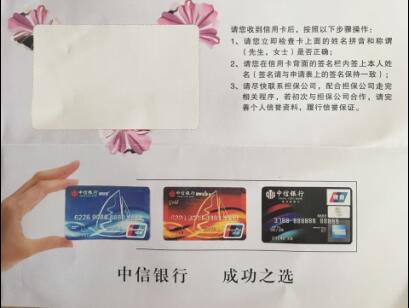 请您收到信用卡后,按照以下步骤操作:
1、请您立即检查卡上面的姓名拼音和称谓
（先生,女士）是否正确;
2、请您在信用卡背面的签名栏内签上本人姓
名（签名请与申请表上的签名保持一致）;
3、请尽快联系担保公司,配合担保公司走完
相关程序,若初次与担保公司合作,请完
善个人信誉资料,履行信誉保证。
中信银行
中信银行
Gold
中信银行
中信银行 成功之选